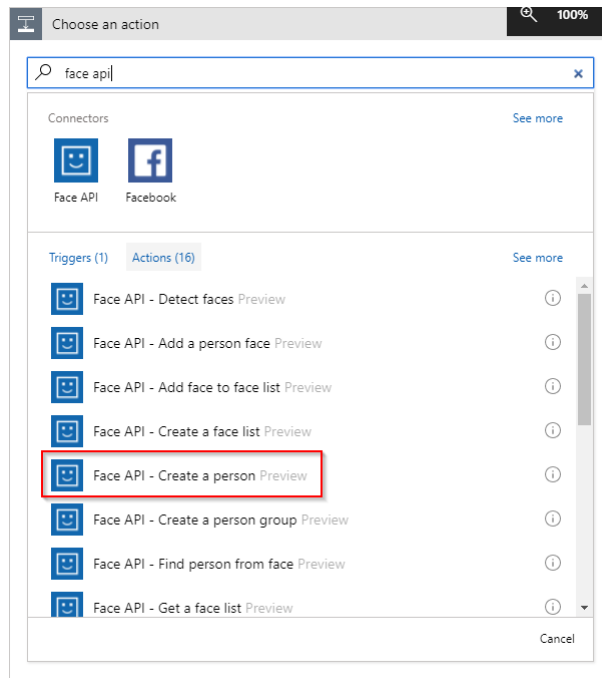 Choose an action
100%
face api
Connectors
See more
Face API
Facebook
Triggers (1)
Actions (16)
See more
Face API - Detect faces Preview
Face API - Add a person face Preview
Face API - Add face to face list Preview
Face API - Create a face list Preview
Face API - Create a person Preview
Face API - Create a person group Preview
Face API - Find person from face Preview
Face API - Get a face list Preview
Cancel